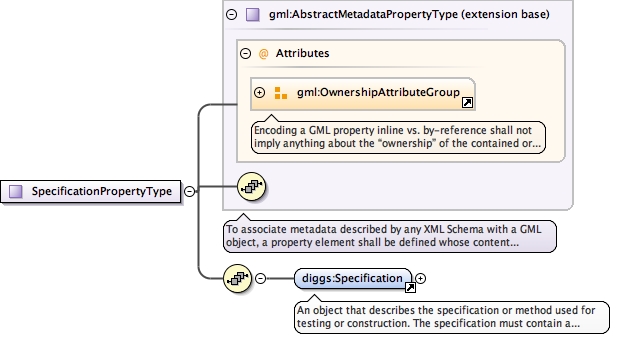 gml:AbstractMetadataPropertyType (extension base)
@ Attributes
gml:OwnershipAttributeGroup
Encoding a GML property inline vs. by-reference shall not
imply anything about the “ownership” of the contained or...
SpecificationPropertyType
To associate metadata described by any XML Schema with a GML
object, a property element shall be defined whose content...
diggs:Specification
An object that describes the specification or method used for
testing or construction. The specification must contain a...